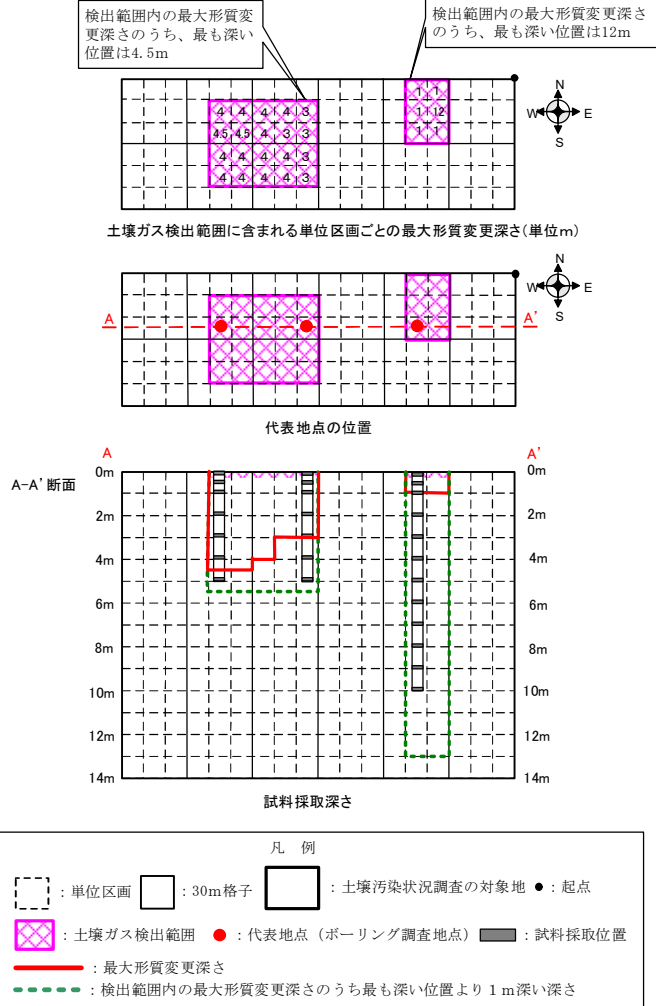 検出範囲内の最大形質変
更深さのうち、最も深い
位置は4.5m
検出範囲内の最大形質変更深さ
のうち、最も深い位置は12m
N
W E
S
1 1
4 4 4 4 3 1 12
4.5 4.5 4 3 3 1 1
4 4 4 4 3
4 4 4 4 3
土壌ガス検出範囲に含まれる単位区画ごとの最大形質変更深さ(単位m)
N
W E
S
A A'
代表地点の位置
A A'
A-A'断面
0m 0m
2m 2m
4m 4m
6m 6m
8m 8m
10m 10m
12m 12m
14m 14m
試料採取深さ
凡 例
：単位区画 ：30m格子 ：土壌汚染状況調査の対象地 ：起点
：土壌ガス検出範囲 ：代表地点（ボーリング調査地点） ：試料採取位置
：最大形質変更深さ
：検出範囲内の最大形質変更深さのうち最も深い位置より１ｍ深い深さ